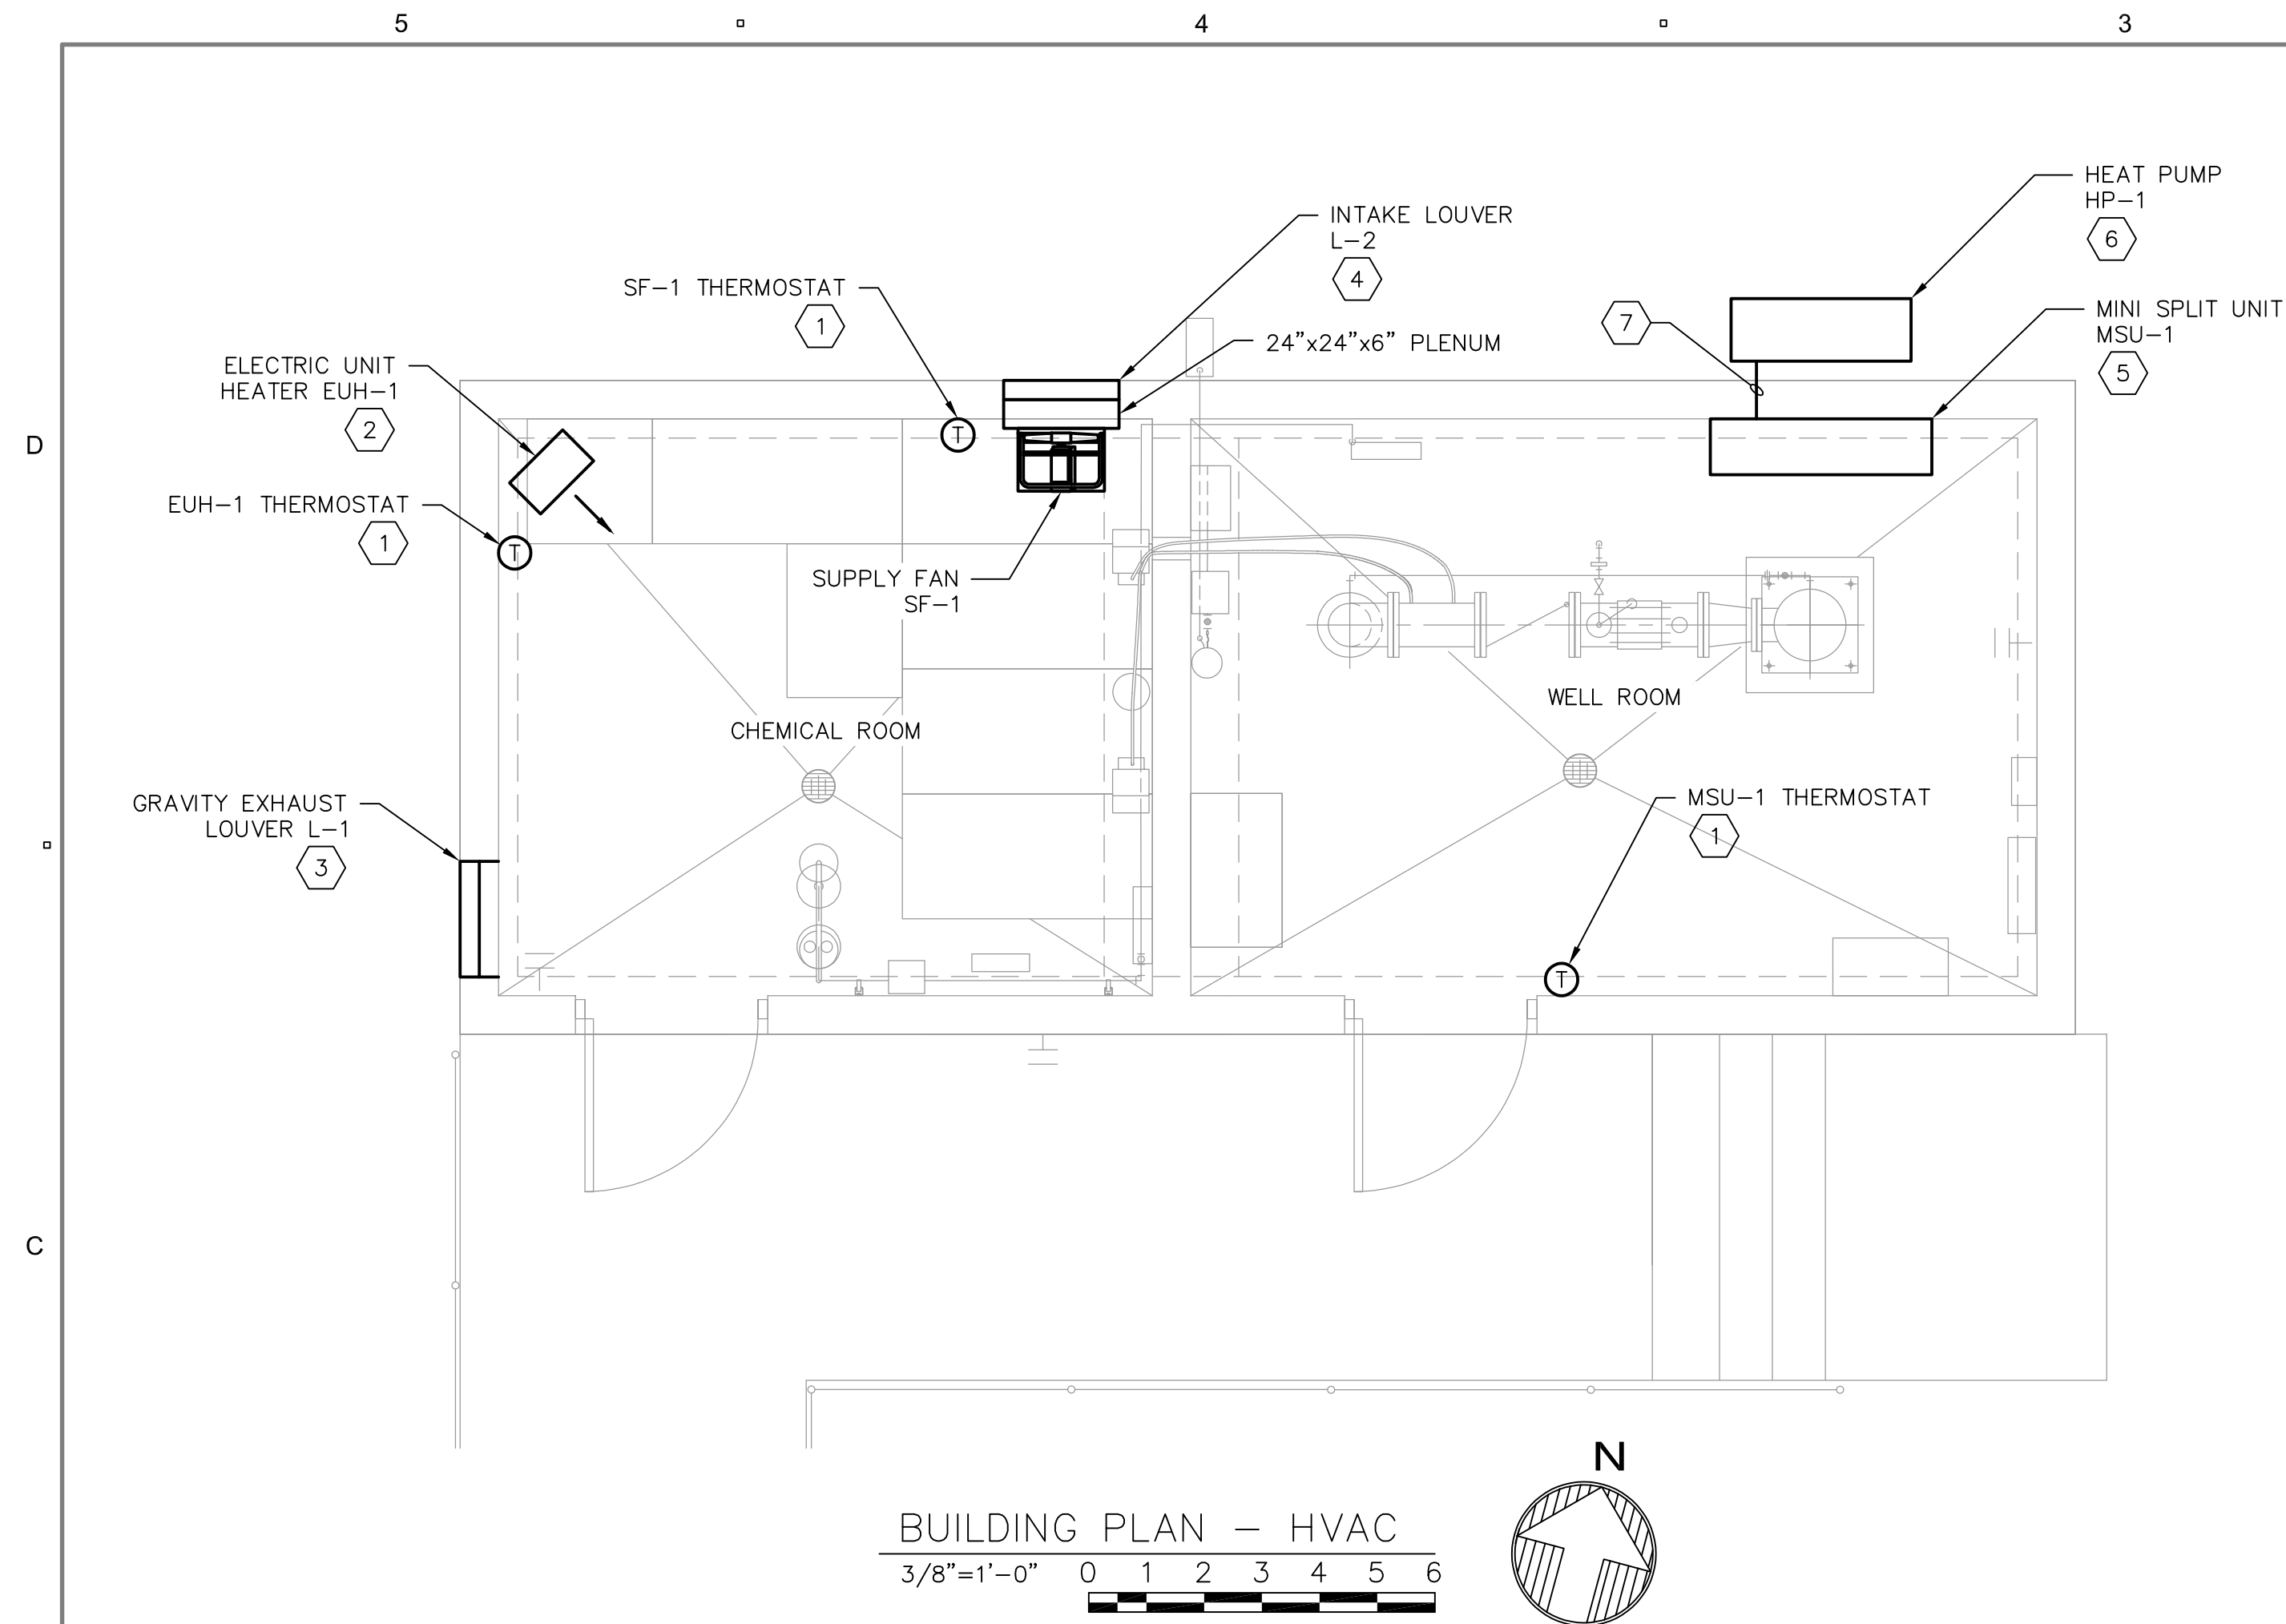 5
4
3
HEAT PUMP
HP-1
6
INTAKE LOUVER
L-2
4
SF-1 THERMOSTAT
1
7
MINI SPLIT UNIT
MSU-1
5
24"x24"x6" PLENUM
ELECTRIC UNIT
HEATER EUH-1
2
D
T
EUH-1 THERMOSTAT
1
T
SUPPLY FAN
SF-1
WELL ROOM
CHEMICAL ROOM
GRAVITY EXHAUST
LOUVER L-1
3
MSU-1 THERMOSTAT
1
T
C
N
BUILDING PLAN - HVAC
3/8"=1'-0" 0 1 2 3 4 5 6